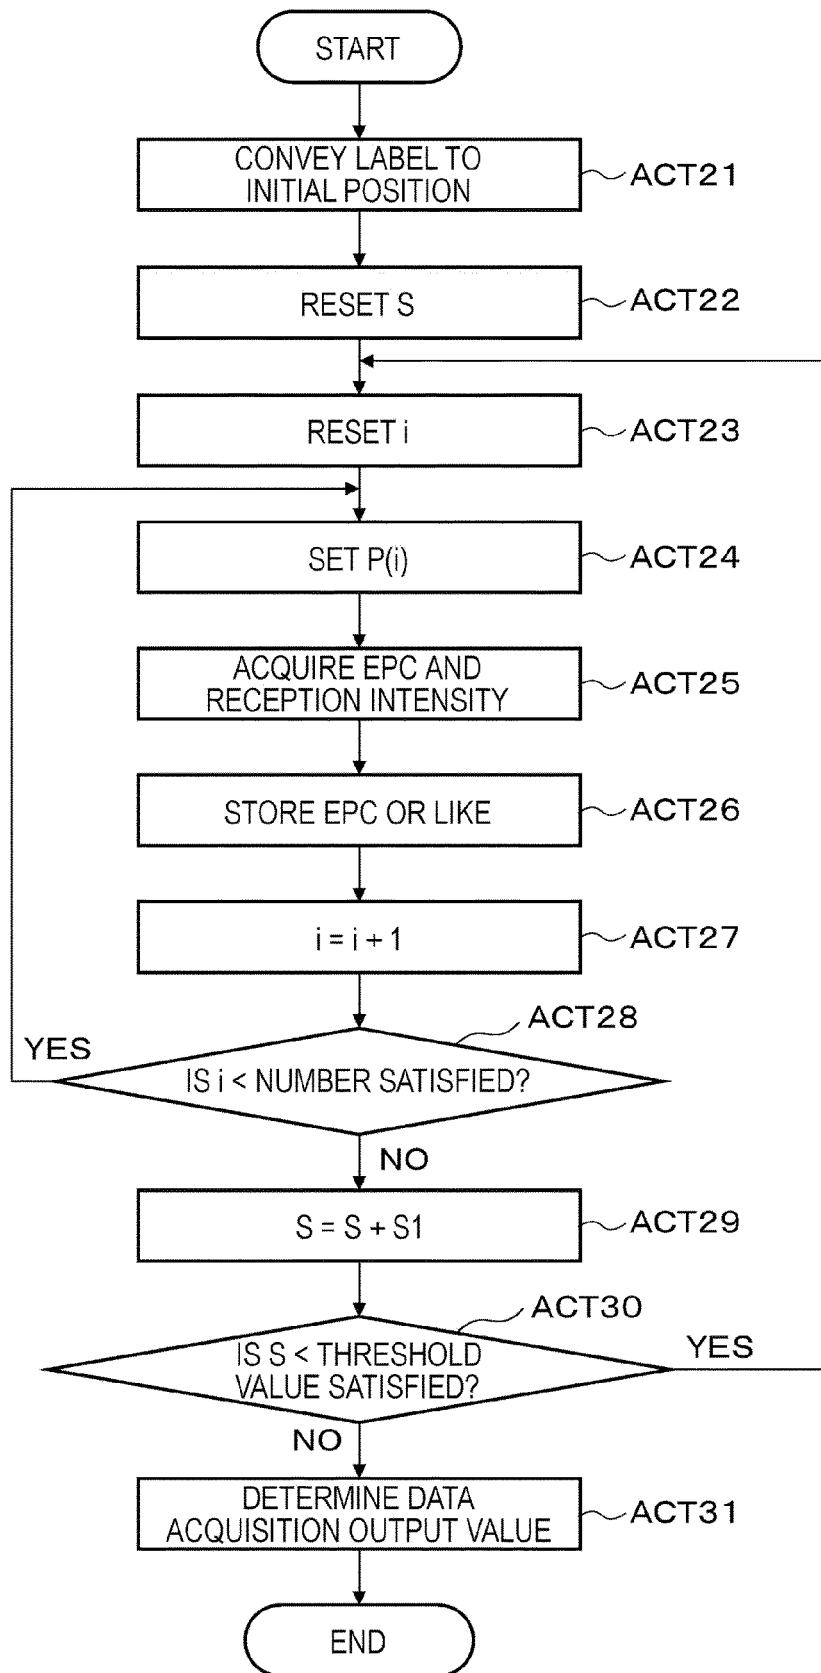 START
CONVEY LABEL TO
INITIAL POSITION
ACT21
RESET S
ACT22
RESET i
ACT23
SET P(i)
ACT24
ACQUIRE EPC AND
RECEPTION INTENSITY
ACT25
STORE EPC OR LIKE
ACT26
i = i + 1
ACT27
ACT28
YES
IS i < NUMBER SATISFIED?
NO
S = S + S1
ACT29
ACT30
IS S < THRESHOLD
VALUE SATISFIED?
YES
NO
DETERMINE DATA
ACQUISITION OUTPUT VALUE
ACT31
END